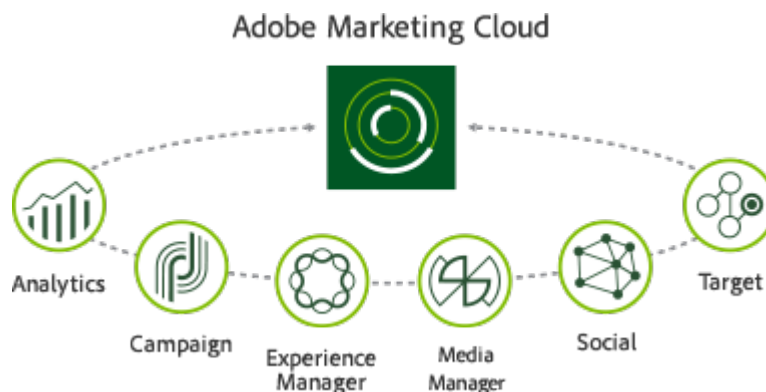 Adobe Marketing Cloud
Analytics
Campaign
Experience
Manager
Media
Manager
Social
Target